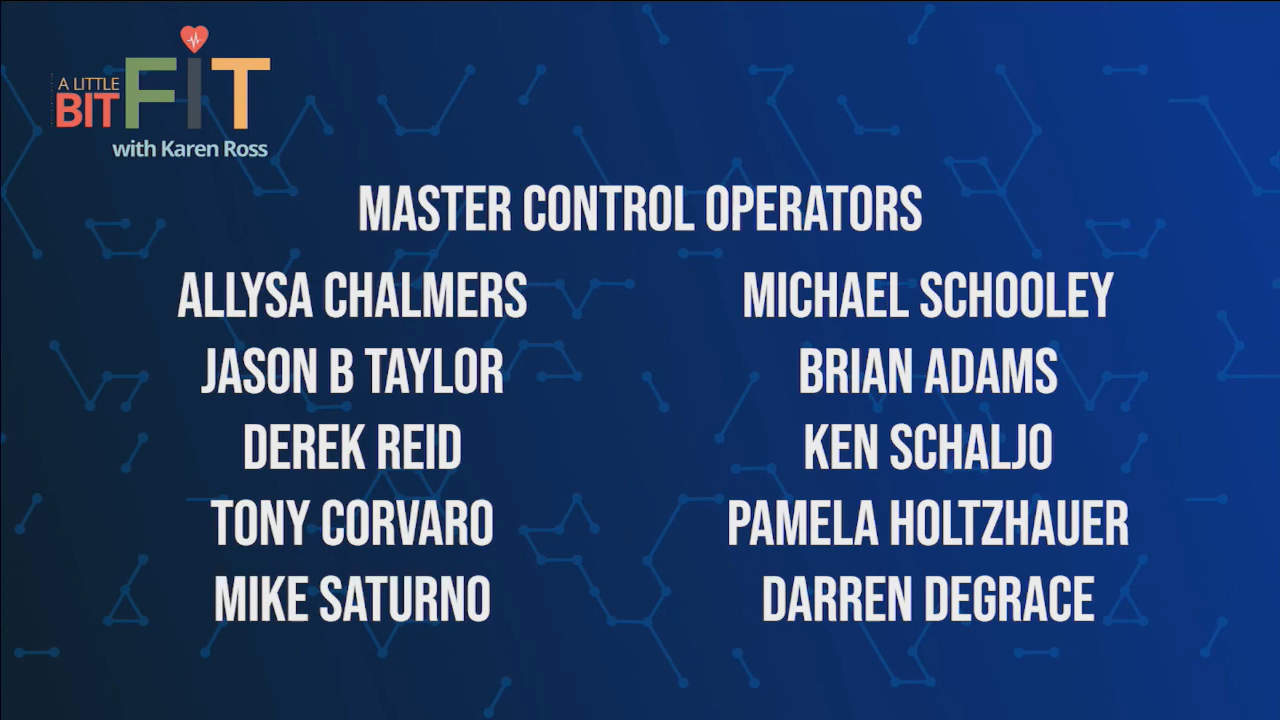 A LITTLE
BIT FiT
with Karen Ross
MASTER CONTROL OPERATORS
ALLYSA CHALMERS
JASON B TAYLOR
DEREK REID
TONY CORVARO
MIKE SATURNO
MICHAEL SCHOOLEY
BRIAN ADAMS
KEN SCHALJO
PAMELA HOLTZHAUER
DARREN DEGRACE